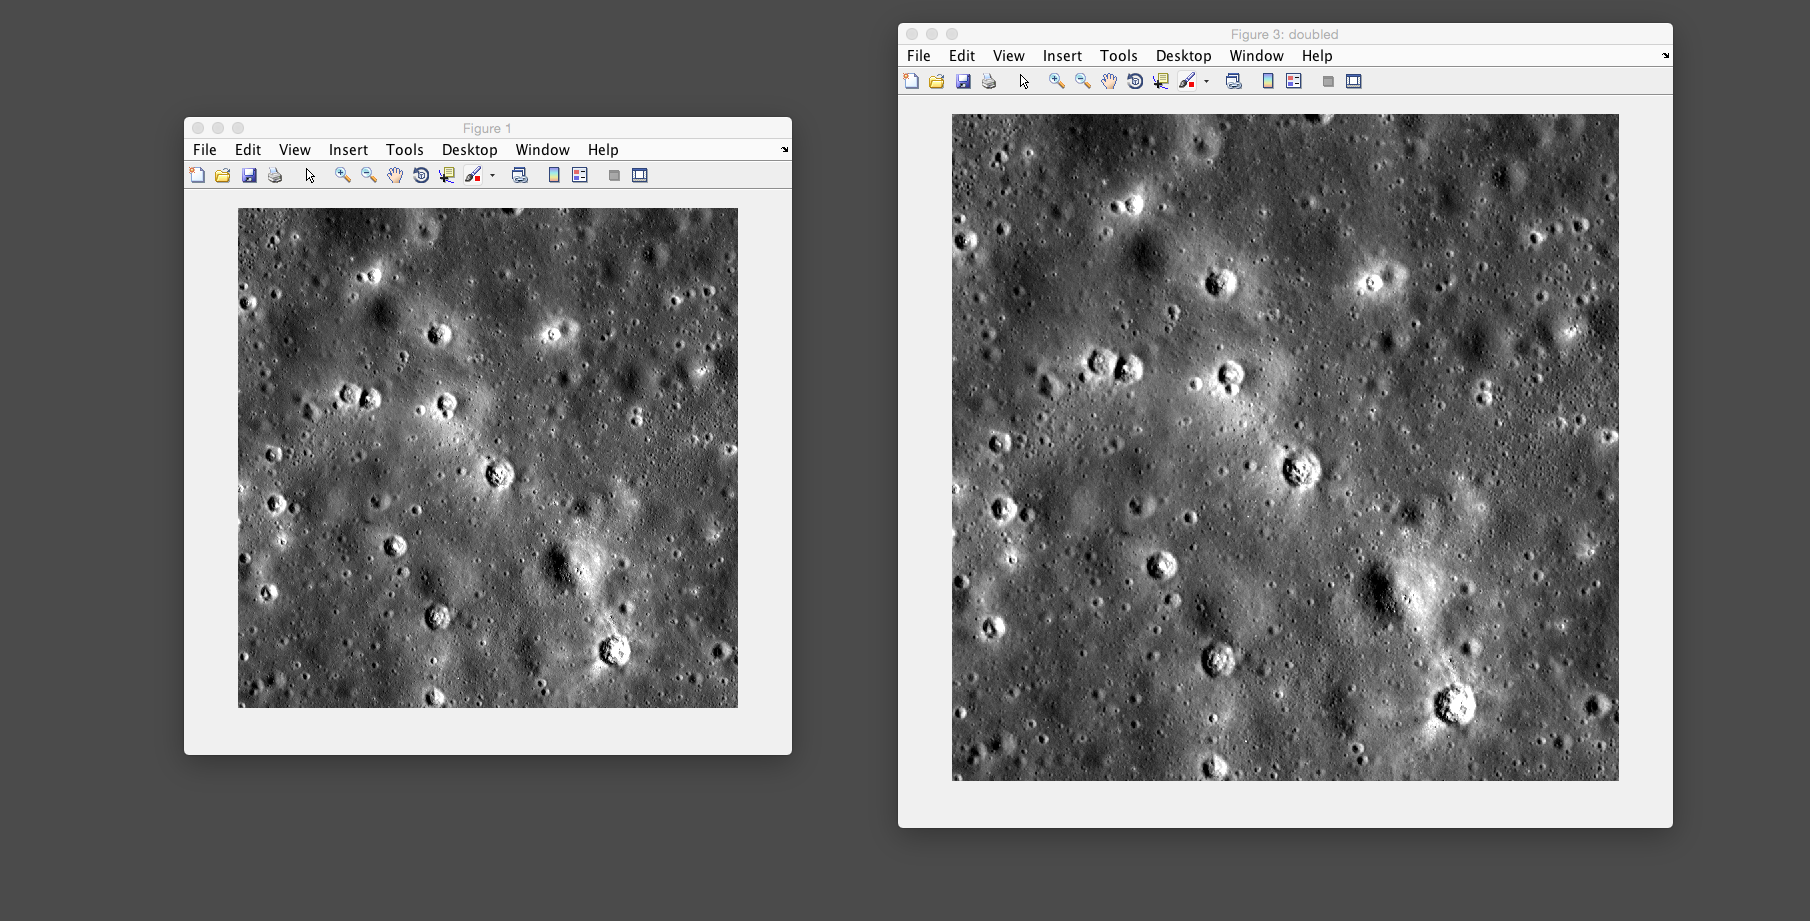 Figure 1
File Edit View Insert Tools Desktop Window Help
Figure 3: doubled
File Edit View Insert Tools Desktop Window Help